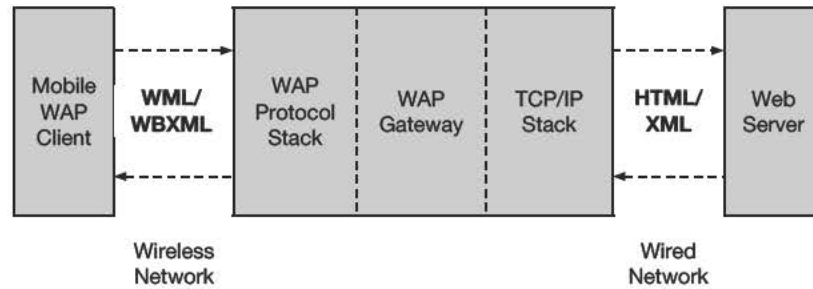 Mobile
WAP
Client
WML/
WBXML
WAP
Protocol
Stack
WAP
Gateway
TCP/IP
Stack
HTML/
XML
Web
Server
Wireless
Network
Wired
Network